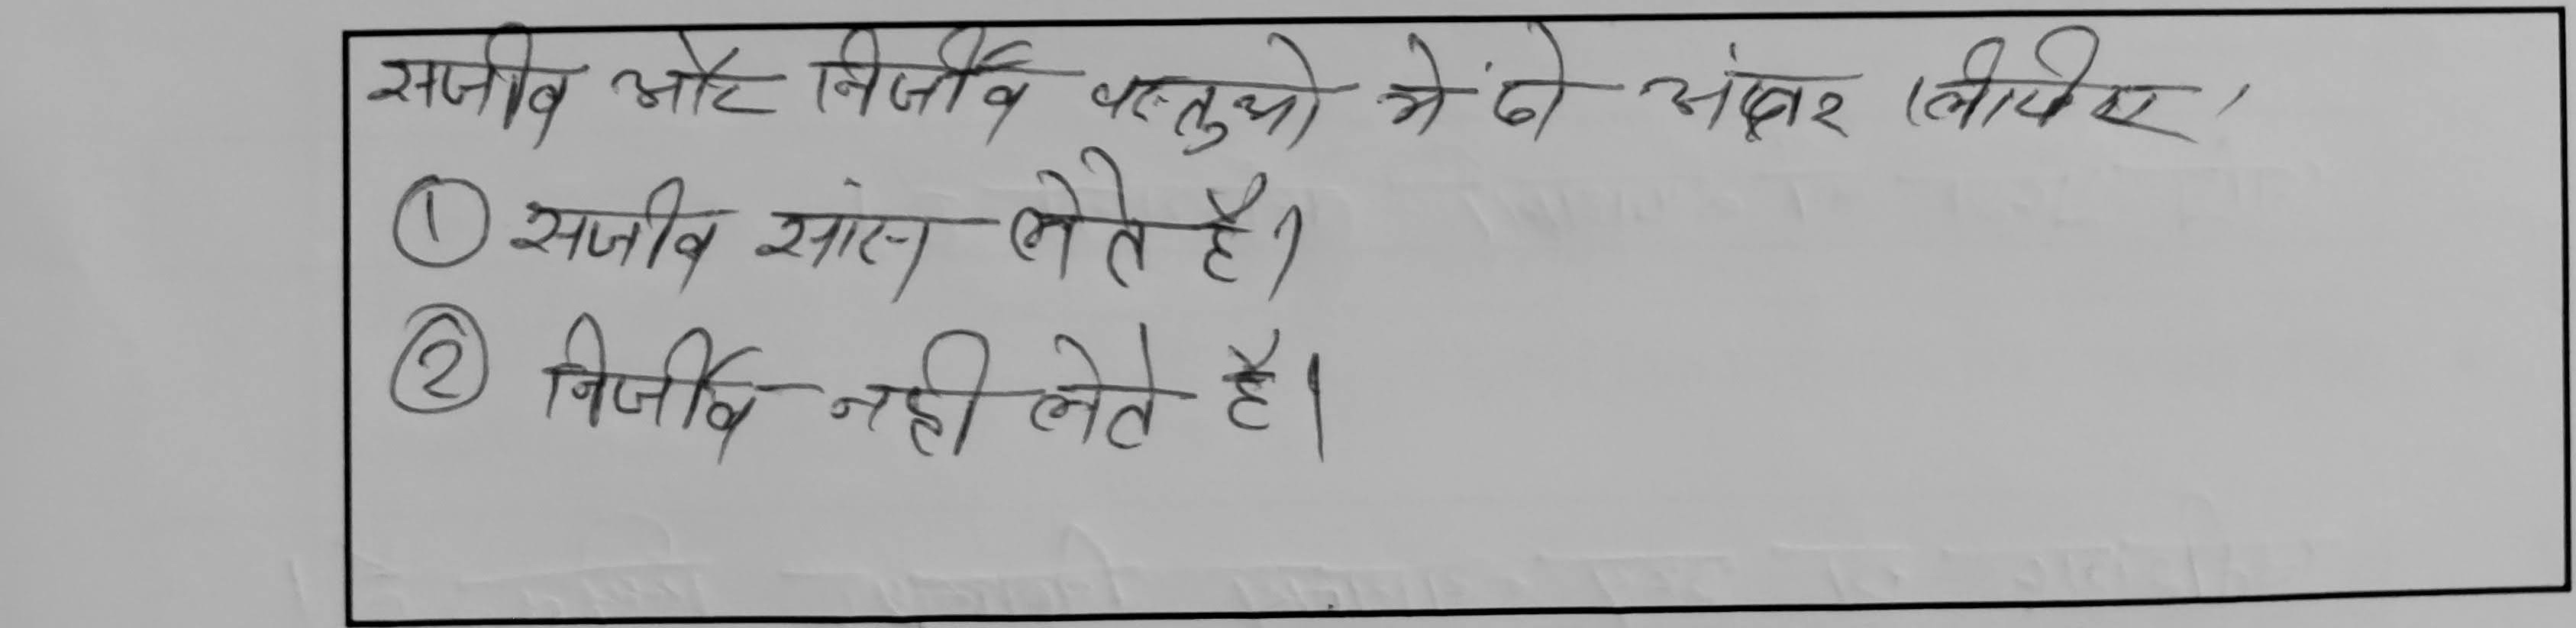 सजीव और निर्जीव वस्तुओ मे दो अंतर लीखिए,
① सजीव सांस लेते है।
② निर्जीव नही लेते है।